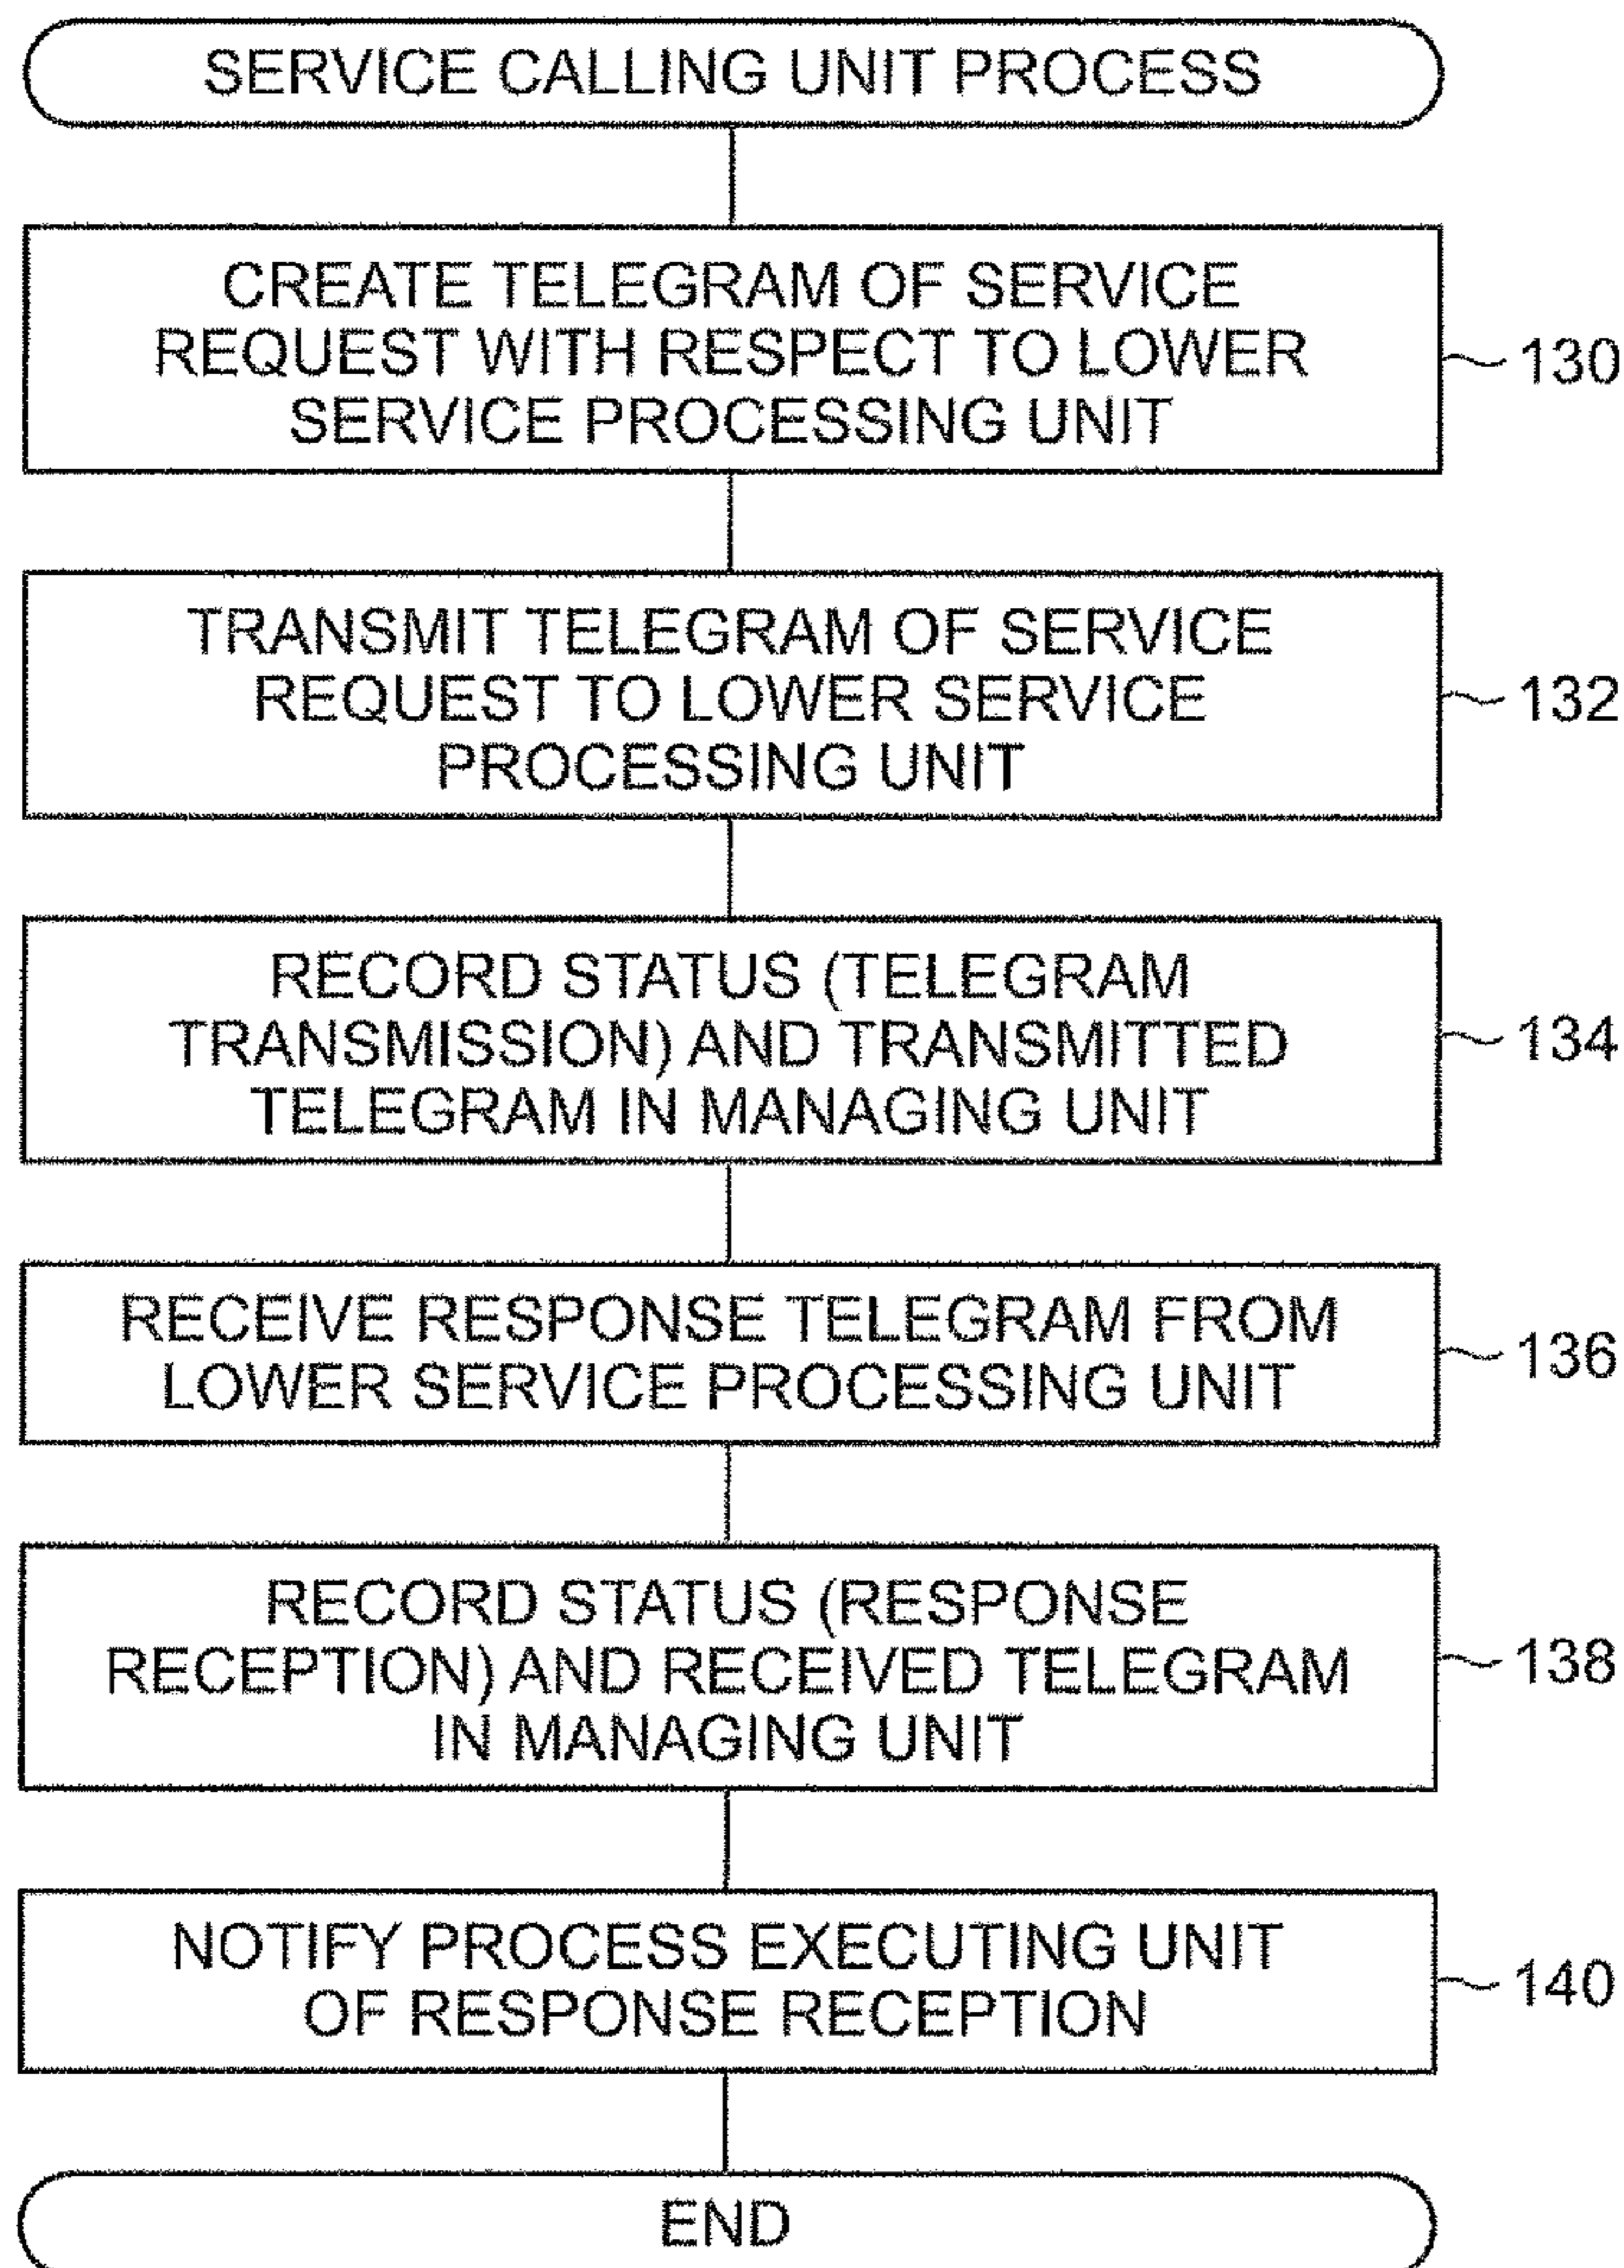 SERVICE CALLING UNIT PROCESS
CREATE TELEGRAM OF SERVICE
REQUEST WITH RESPECT TO LOWER
SERVICE PROCESSING UNIT
130
TRANSMIT TELEGRAM OF SERVICE
REQUEST TO LOWER SERVICE
PROCESSING UNIT
132
RECORD STATUS (TELEGRAM
TRANSMISSION) AND TRANSMITTED
TELEGRAM IN MANAGING UNIT
134
RECEIVE RESPONSE TELEGRAM FROM
LOWER SERVICE PROCESSING UNIT
136
RECORD STATUS (RESPONSE
RECEPTION) AND RECEIVED TELEGRAM
IN MANAGING UNIT
138
NOTIFY PROCESS EXECUTING UNIT
OF RESPONSE RECEPTION
140
END